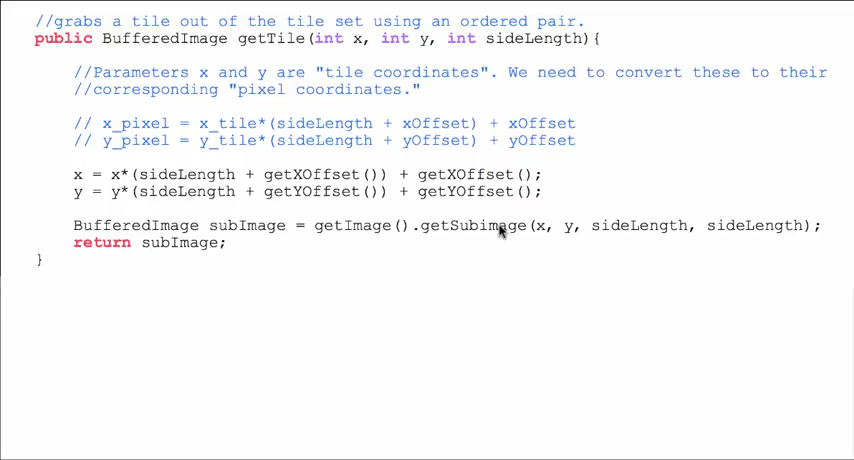 //grabs a tile out of the tile set using an ordered pair.
public BufferedImage getTile(int x, int y, int sideLength){
//Parameters x and y are "tile coordinates". We need to convert these to their
//corresponding "pixel coordinates."
// x_pixel = x_tile*(sideLength + xOffset) + xOffset
// y_pixel = y_tile*(sideLength + yOffset) + yOffset
x = x*(sideLength + getXOffset()) + getXOffset();
y = y*(sideLength + getYOffset()) + getYOffset();
BufferedImage subImage = getImage().getSubimage(x, y, sideLength, sideLength);
return subImage;
}